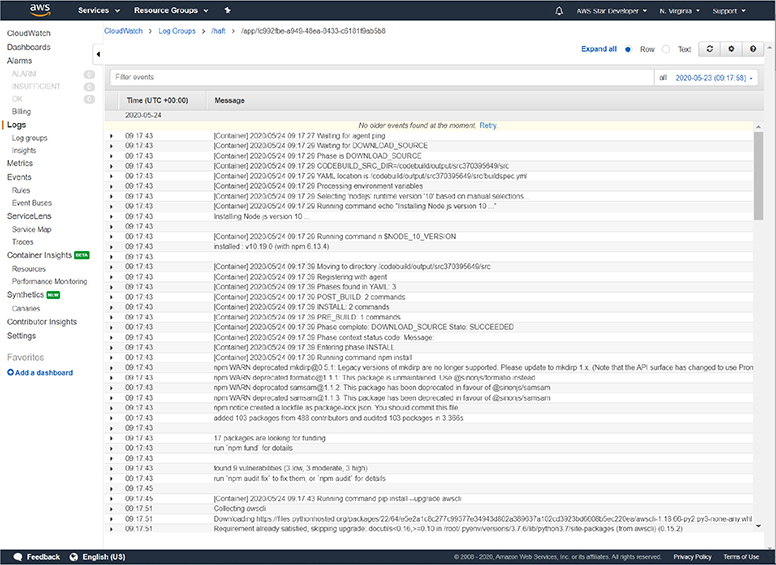 aws
Services Resource Groups AWS Star Developer N. Virginia Support
CloudWatch
Dashboards
Alarms
ALARM 0
INSUFFICIENT 0
OK 0
Billing
Logs
Log groups
Insights
Metrics
Events
Rules
Event Buses
ServiceLens
Service Map
Traces
Container Insights BETA
Resources
Performance Monitoring
Synthetics NEW
Canaries
Contributor Insights
Settings
Favorites
Add a dashboard
CloudWatch Log Groups /haft
Expand all Row Text
Filter events all 2020-05-23 (09:17:58)
Time (UTC +00:00) Message
2020-05-24
No older events found at the moment. Retry.
09:17:43 [Container] 2020/05/24 09:17:27 Waiting for agent ping
09:17:43 [Container] 2020/05/24 09:17:29 Waiting for DOWNLOAD_SOURCE
09:17:43 [Container] 2020/05/24 09:17:29 Phase is DOWNLOAD_SOURCE
09:17:43 [Container] 2020/05/24 09:17:29 CODEBUILD_SRC_DIR=/codebuild/output/src370395649/src
09:17:43 [Container] 2020/05/24 09:17:29 YAML location is /codebuild/output/src370395649/src/buildspec.yml
09:17:43 [Container] 2020/05/24 09:17:29 Processing environment variables
09:17:43 [Container] 2020/05/24 09:17:29 Selecting 'nodejs' runtime version '10' based on manual selections...
09:17:43 [Container] 2020/05/24 09:17:29 Running command echo "Installing Node.js version 10 ..."
09:17:43 Installing Node.js version 10 ...
09:17:43
09:17:43 [Container] 2020/05/24 09:17:29 Running command n $NODE_10_VERSION
09:17:43 installed : v10.19.0 (with npm 6.13.4)
09:17:43
09:17:43 [Container] 2020/05/24 09:17:39 Moving to directory /codebuild/output/src370395649/src
09:17:43 [Container] 2020/05/24 09:17:39 Registering with agent
09:17:43 [Container] 2020/05/24 09:17:39 Phases found in YAML: 3
09:17:43 [Container] 2020/05/24 09:17:39 POST_BUILD: 2 commands
09:17:43 [Container] 2020/05/24 09:17:39 INSTALL: 2 commands
09:17:43 [Container] 2020/05/24 09:17:39 PRE_BUILD: 1 commands
09:17:43 [Container] 2020/05/24 09:17:39 Phase complete: DOWNLOAD_SOURCE State: SUCCEEDED
09:17:43 [Container] 2020/05/24 09:17:39 Phase context status code: Message:
09:17:43 [Container] 2020/05/24 09:17:39 Entering phase INSTALL
09:17:43 [Container] 2020/05/24 09:17:39 Running command npm install
09:17:43 npm WARN deprecated mkdirp@0.5.1: Legacy versions of mkdirp are no longer supported. Please update to mkdirp 1.x. (Note that the API surface has changed to use Prom
09:17:43 npm WARN deprecated formatio@1.1.1: This package is unmaintained. Use @sinonjs/formatio instead
09:17:43 npm WARN deprecated samsam@1.1.2: This package has been deprecated in favour of @sinonjs/samsam
09:17:43 npm WARN deprecated samsam@1.1.3: This package has been deprecated in favour of @sinonjs/samsam
09:17:43 npm notice created a lockfile as package-lock.json. You should commit this file.
09:17:43 added 103 packages from 488 contributors and audited 103 packages in 3.366s
09:17:43
09:17:43 17 packages are looking for funding
09:17:43 run `npm fund` for details
09:17:43
09:17:43 found 9 vulnerabilities (3 low, 3 moderate, 3 high)
09:17:43 run `npm audit fix` to fix them, or `npm audit` for details
09:17:45
09:17:45 [Container] 2020/05/24 09:17:43 Running command pip install --upgrade awscli
09:17:51 Collecting awscli
09:17:51 Downloading
09:17:51 Requirement already satisfied, skipping upgrade: docutils<0.16,>=0.10 in /root/.pyenv/versions/3.7.6/lib/python3.7/site-packages (from awscli) (0.15.2)
Feedback English (US) © 2008 - 2020, Amazon Web Services, Inc. or its affiliates. All rights reserved. Privacy Policy Terms of Use